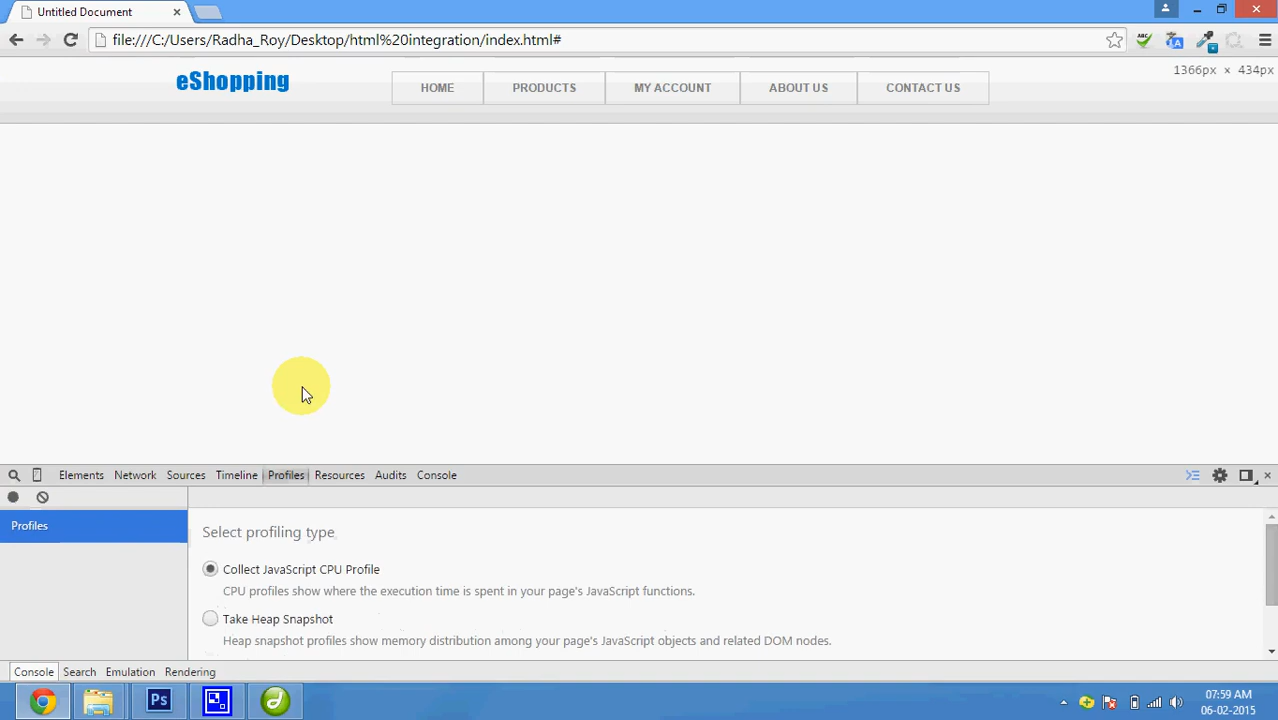 Untitled Document
file:///C:/Users/Radha_Roy/Desktop/html%20integration/index.html#
ABC
A
1366px × 434px
eShopping
HOME PRODUCTS MY ACCOUNT ABOUT US CONTACT US
Elements Network Sources Timeline Profiles Resources Audits Console
Profiles
Select profiling type
Collect JavaScript CPU Profile
CPU profiles show where the execution time is spent in your page's JavaScript functions.
Take Heap Snapshot
Heap snapshot profiles show memory distribution among your page's JavaScript objects and related DOM nodes.
Console Search Emulation Rendering
Ps
07:59 AM
06-02-2015